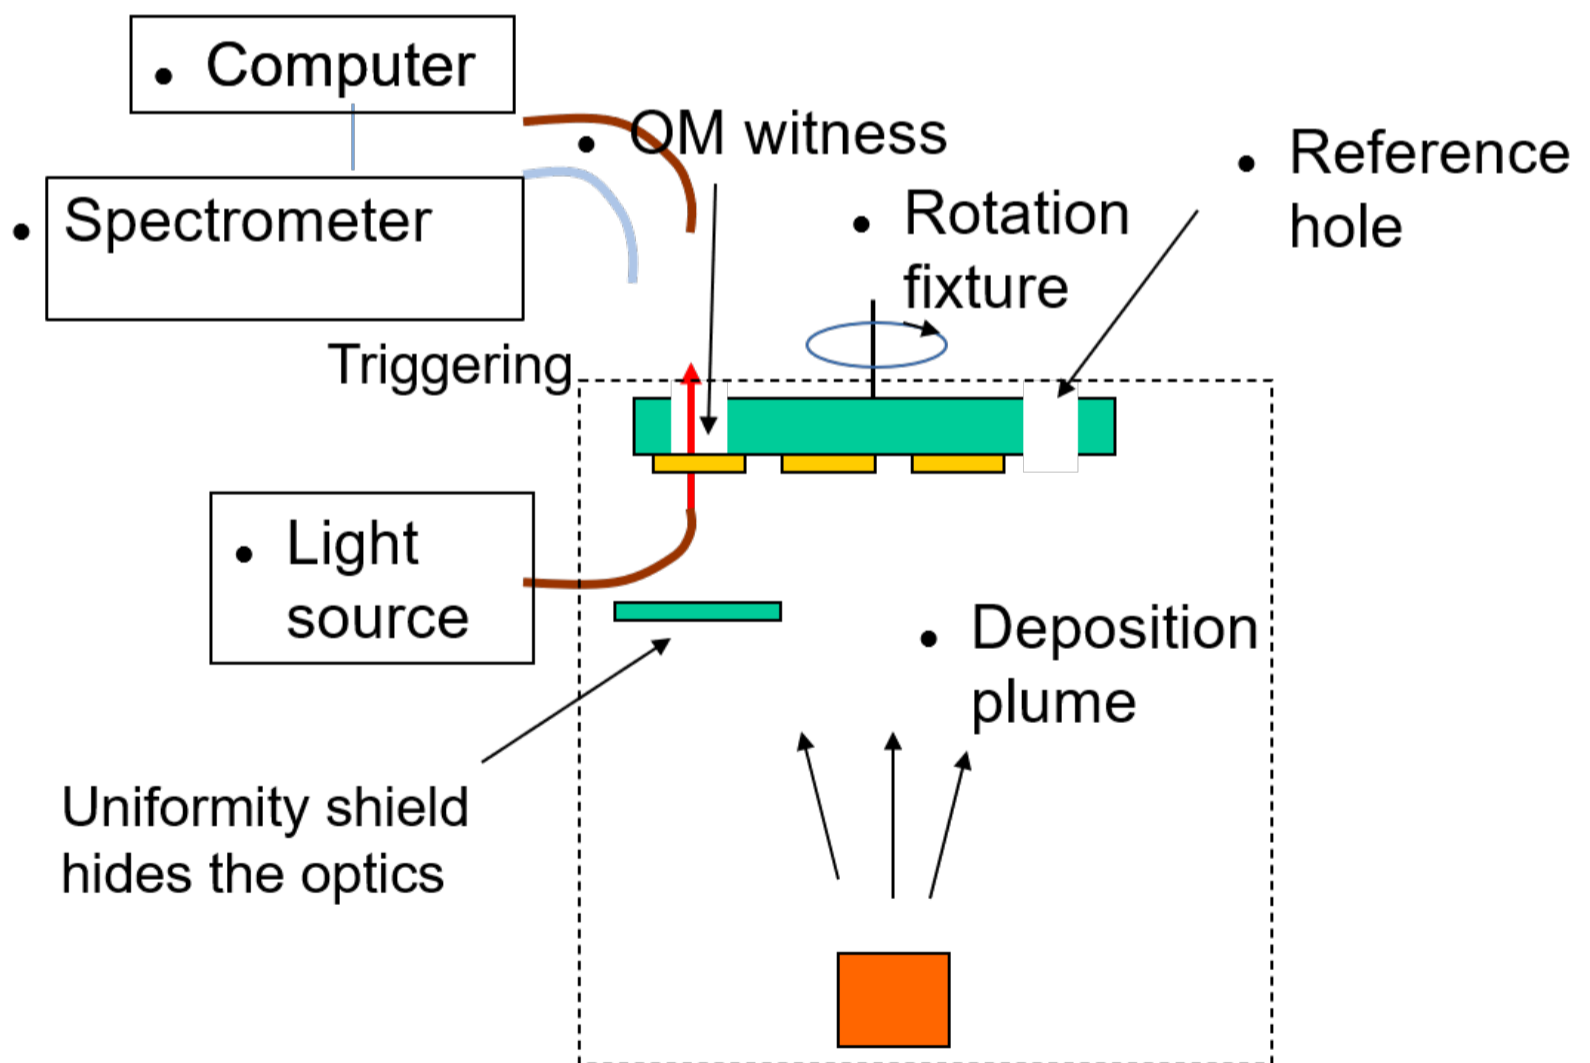 • Computer
• OM witness
• Reference
hole
• Spectrometer
• Rotation
fixture
Triggering
• Light
source
• Deposition
plume
Uniformity shield
hides the optics